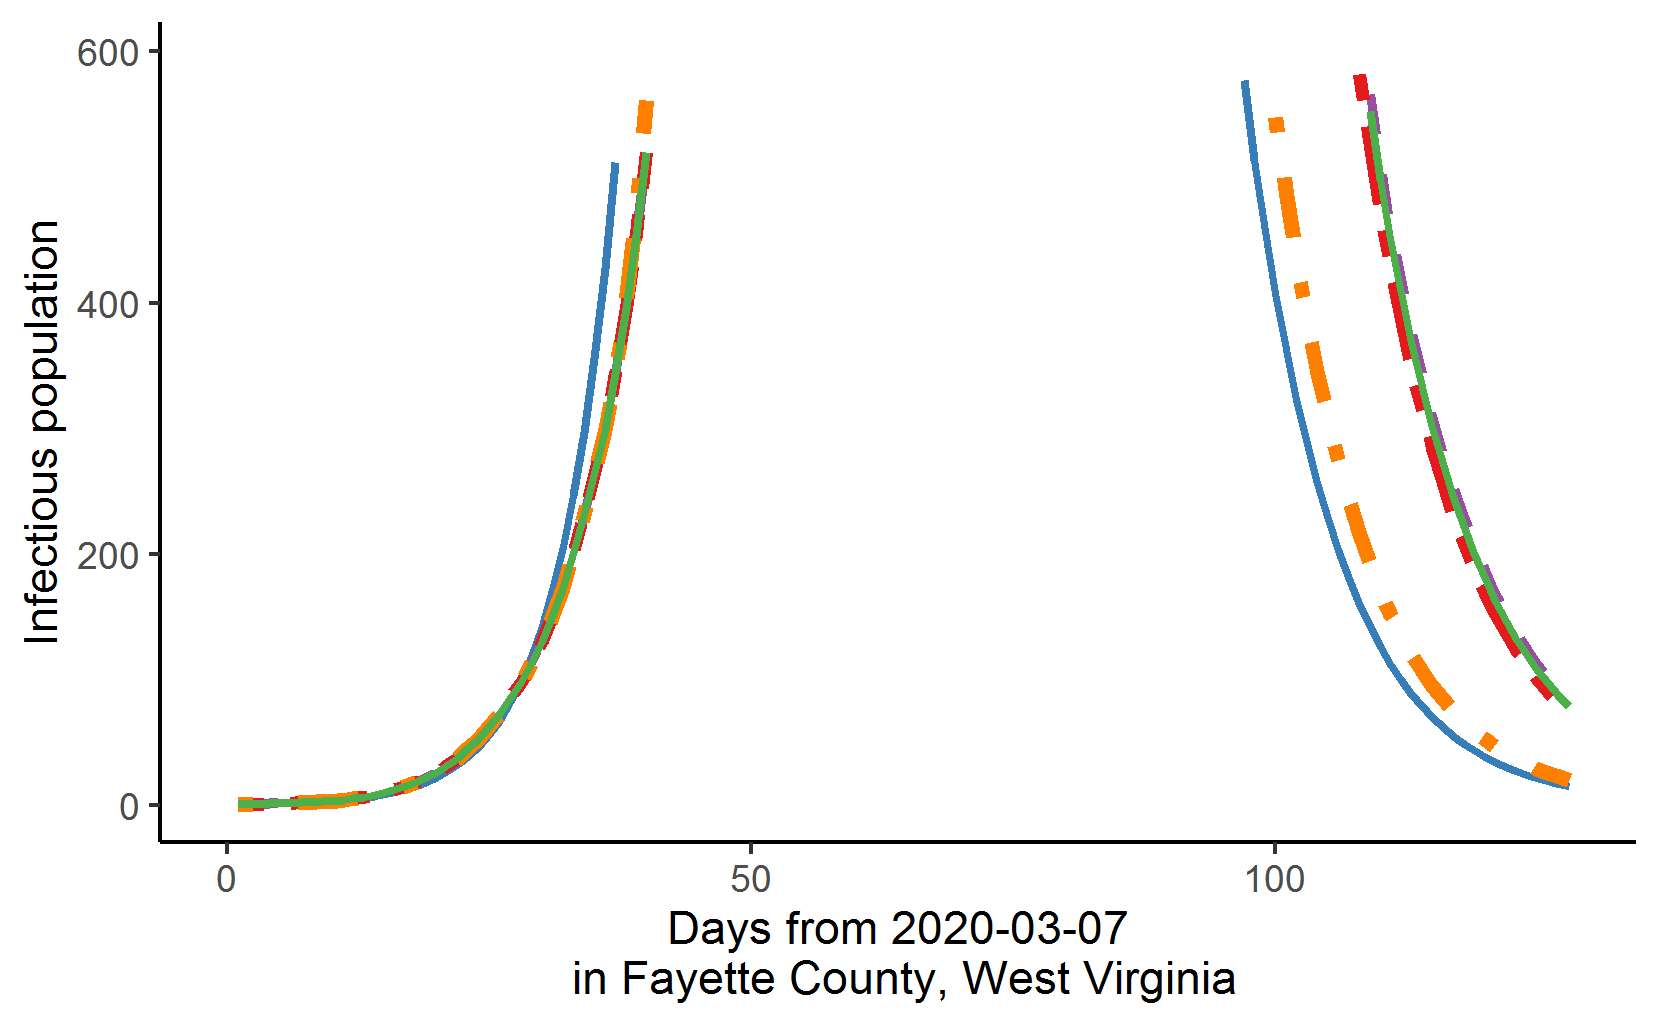 600
400
200
0
0 50 100
Infectious population
Days from 2020-03-07
in Fayette County, West Virginia